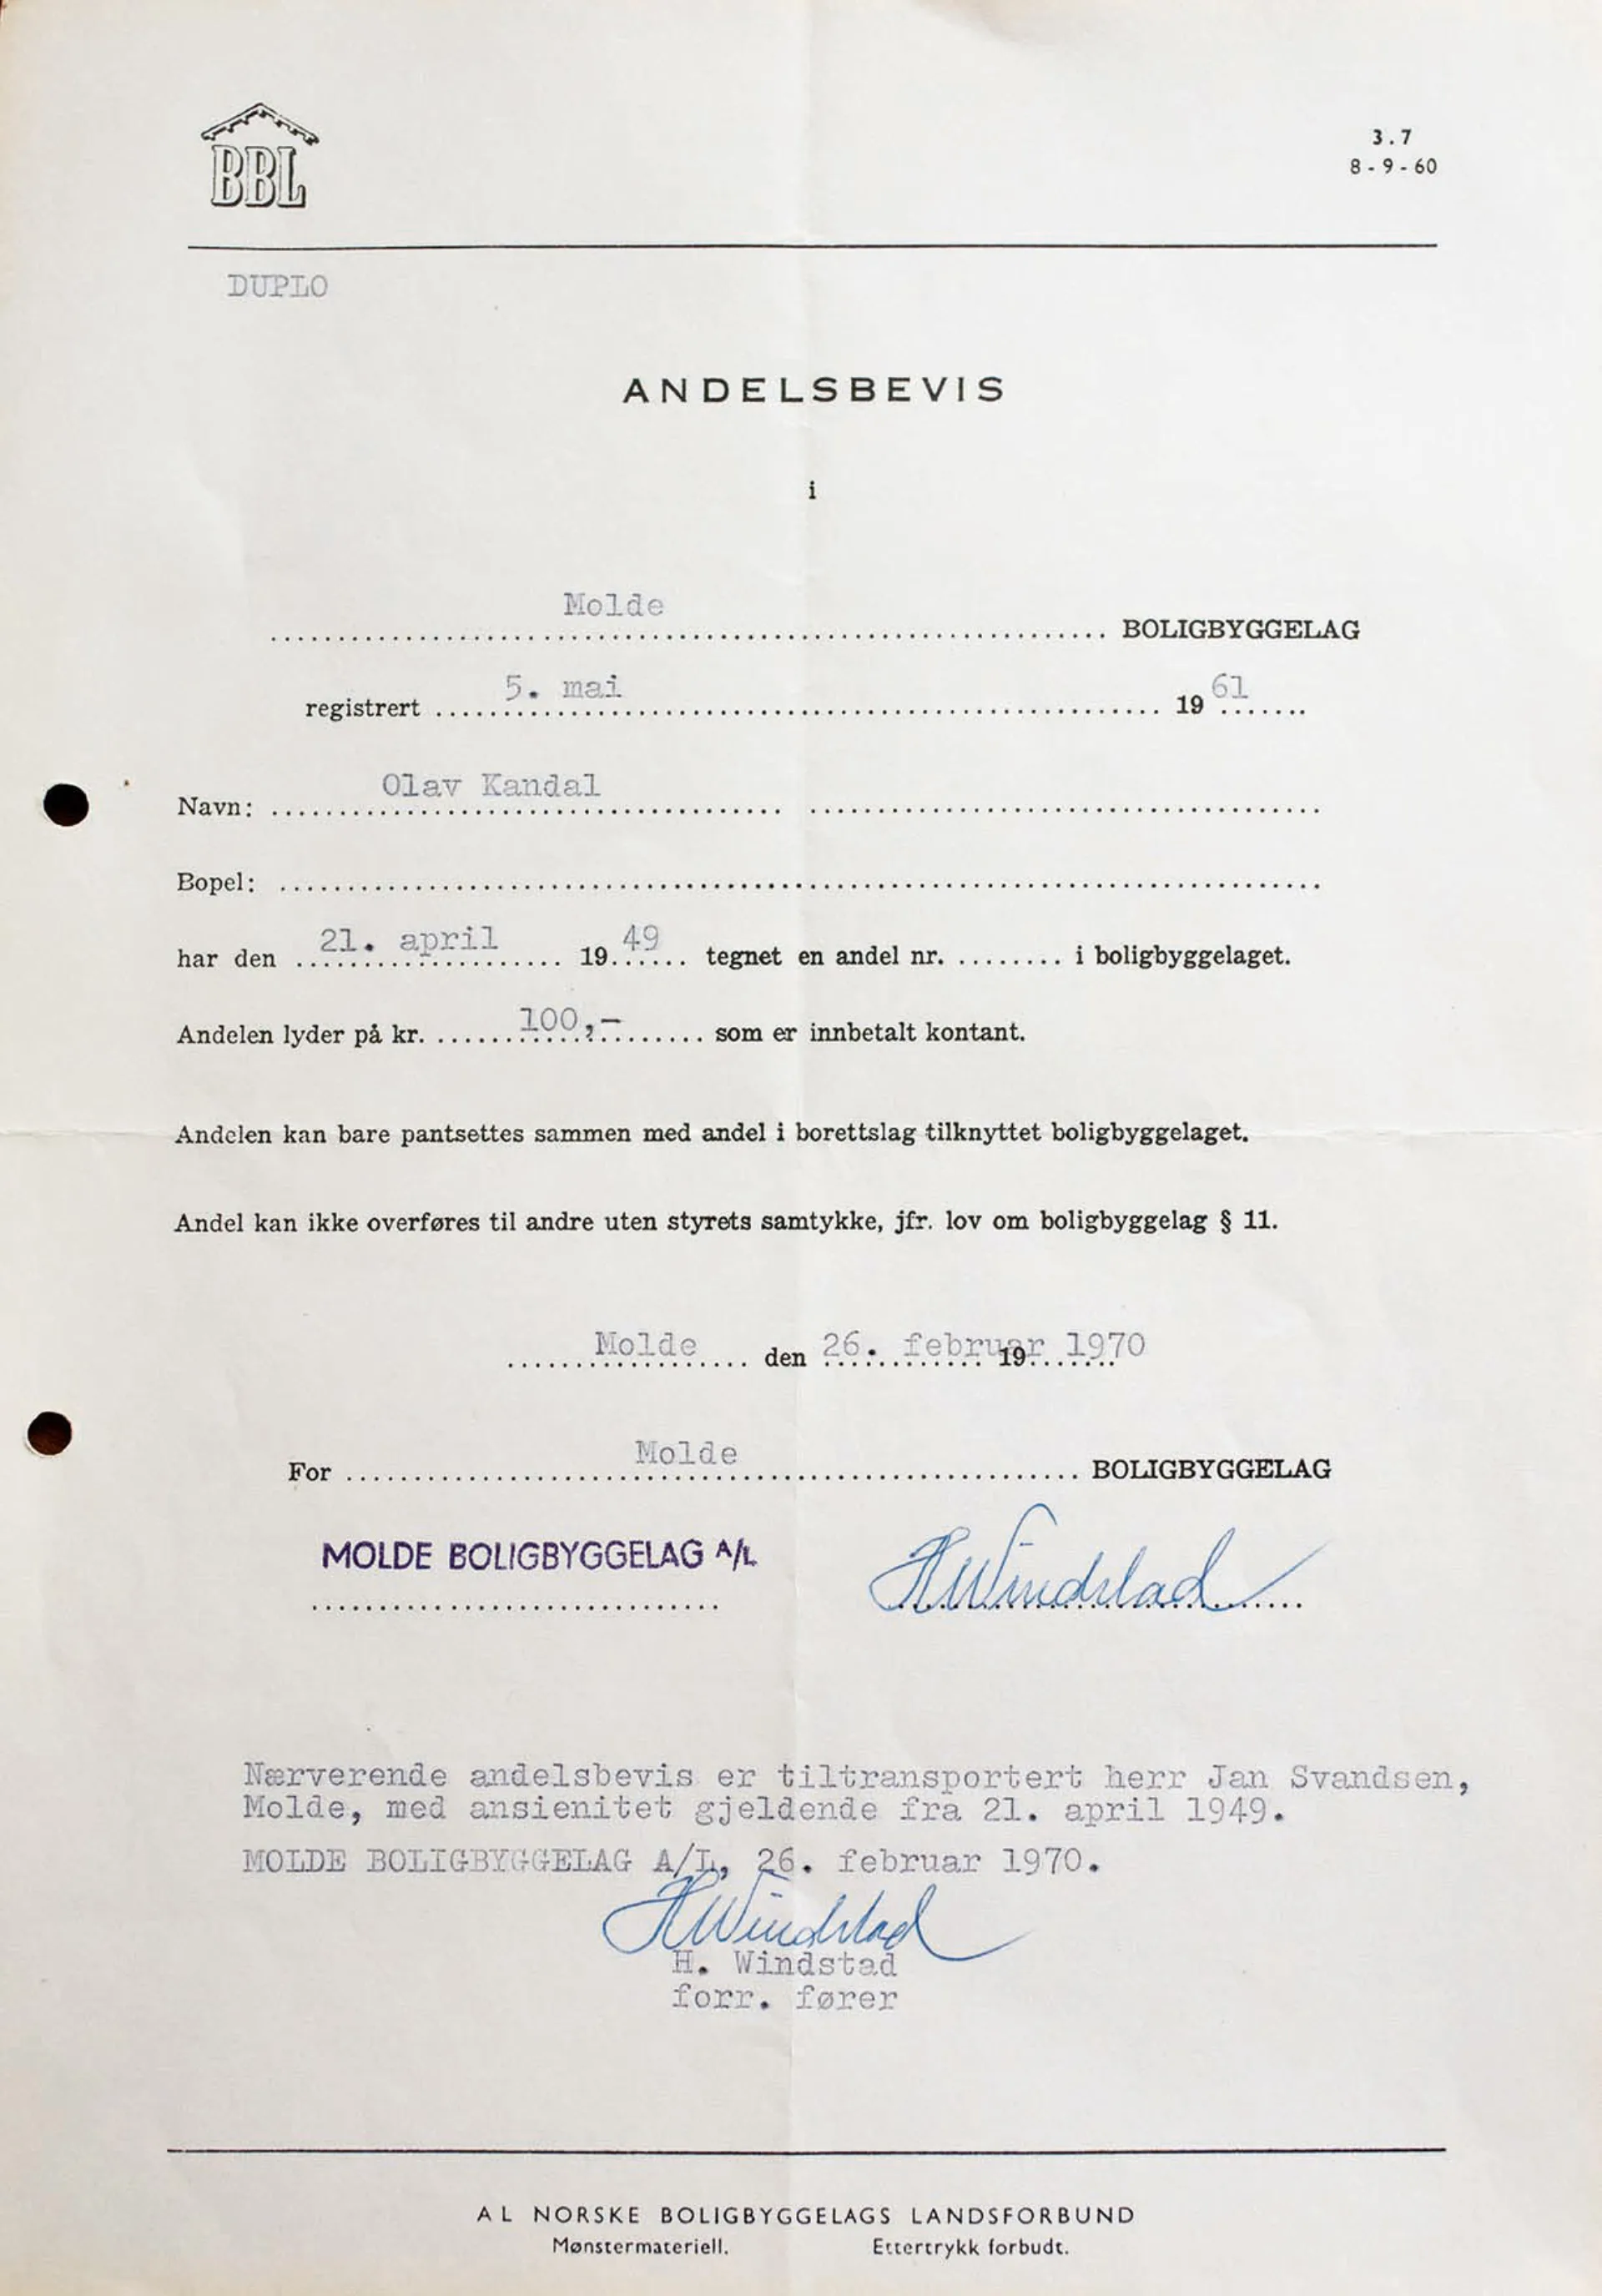 BBL
3.7
8-9-60
DUPLO
ANDELSBEVIS
i
Molde BOLIGBYGGELAG
registrert 5. mai 1961
Navn: Olav Kandal
Bopel:
har den 21. april 1949 tegnet en andel nr. i boligbyggelaget.
Andelen lyder på kr. 100,- som er innbetalt kontant.
Andelen kan bare pantsettes sammen med andel i borettslag tilknyttet boligbyggelaget.
Andel kan ikke overføres til andre uten styrets samtykke, jfr. lov om boligbyggelag § 11.
Molde den 26. februar 19 1970
For Molde BOLIGBYGGELAG
MOLDE BOLIGBYGGELAG A/L HWindstad
Nærverende andelsbevis er tiltransportert herr Jan Svandsen,
Molde, med ansienitet gjeldende fra 21. april 1949.
MOLDE BOLIGBYGGELAG A/L, 26. februar 1970.
HWindstad
H. Windstad
forr. fører
AL NORSKE BOLIGBYGGELAGS LANDSFORBUND
Mønstermateriell. Ettertrykk forbudt.